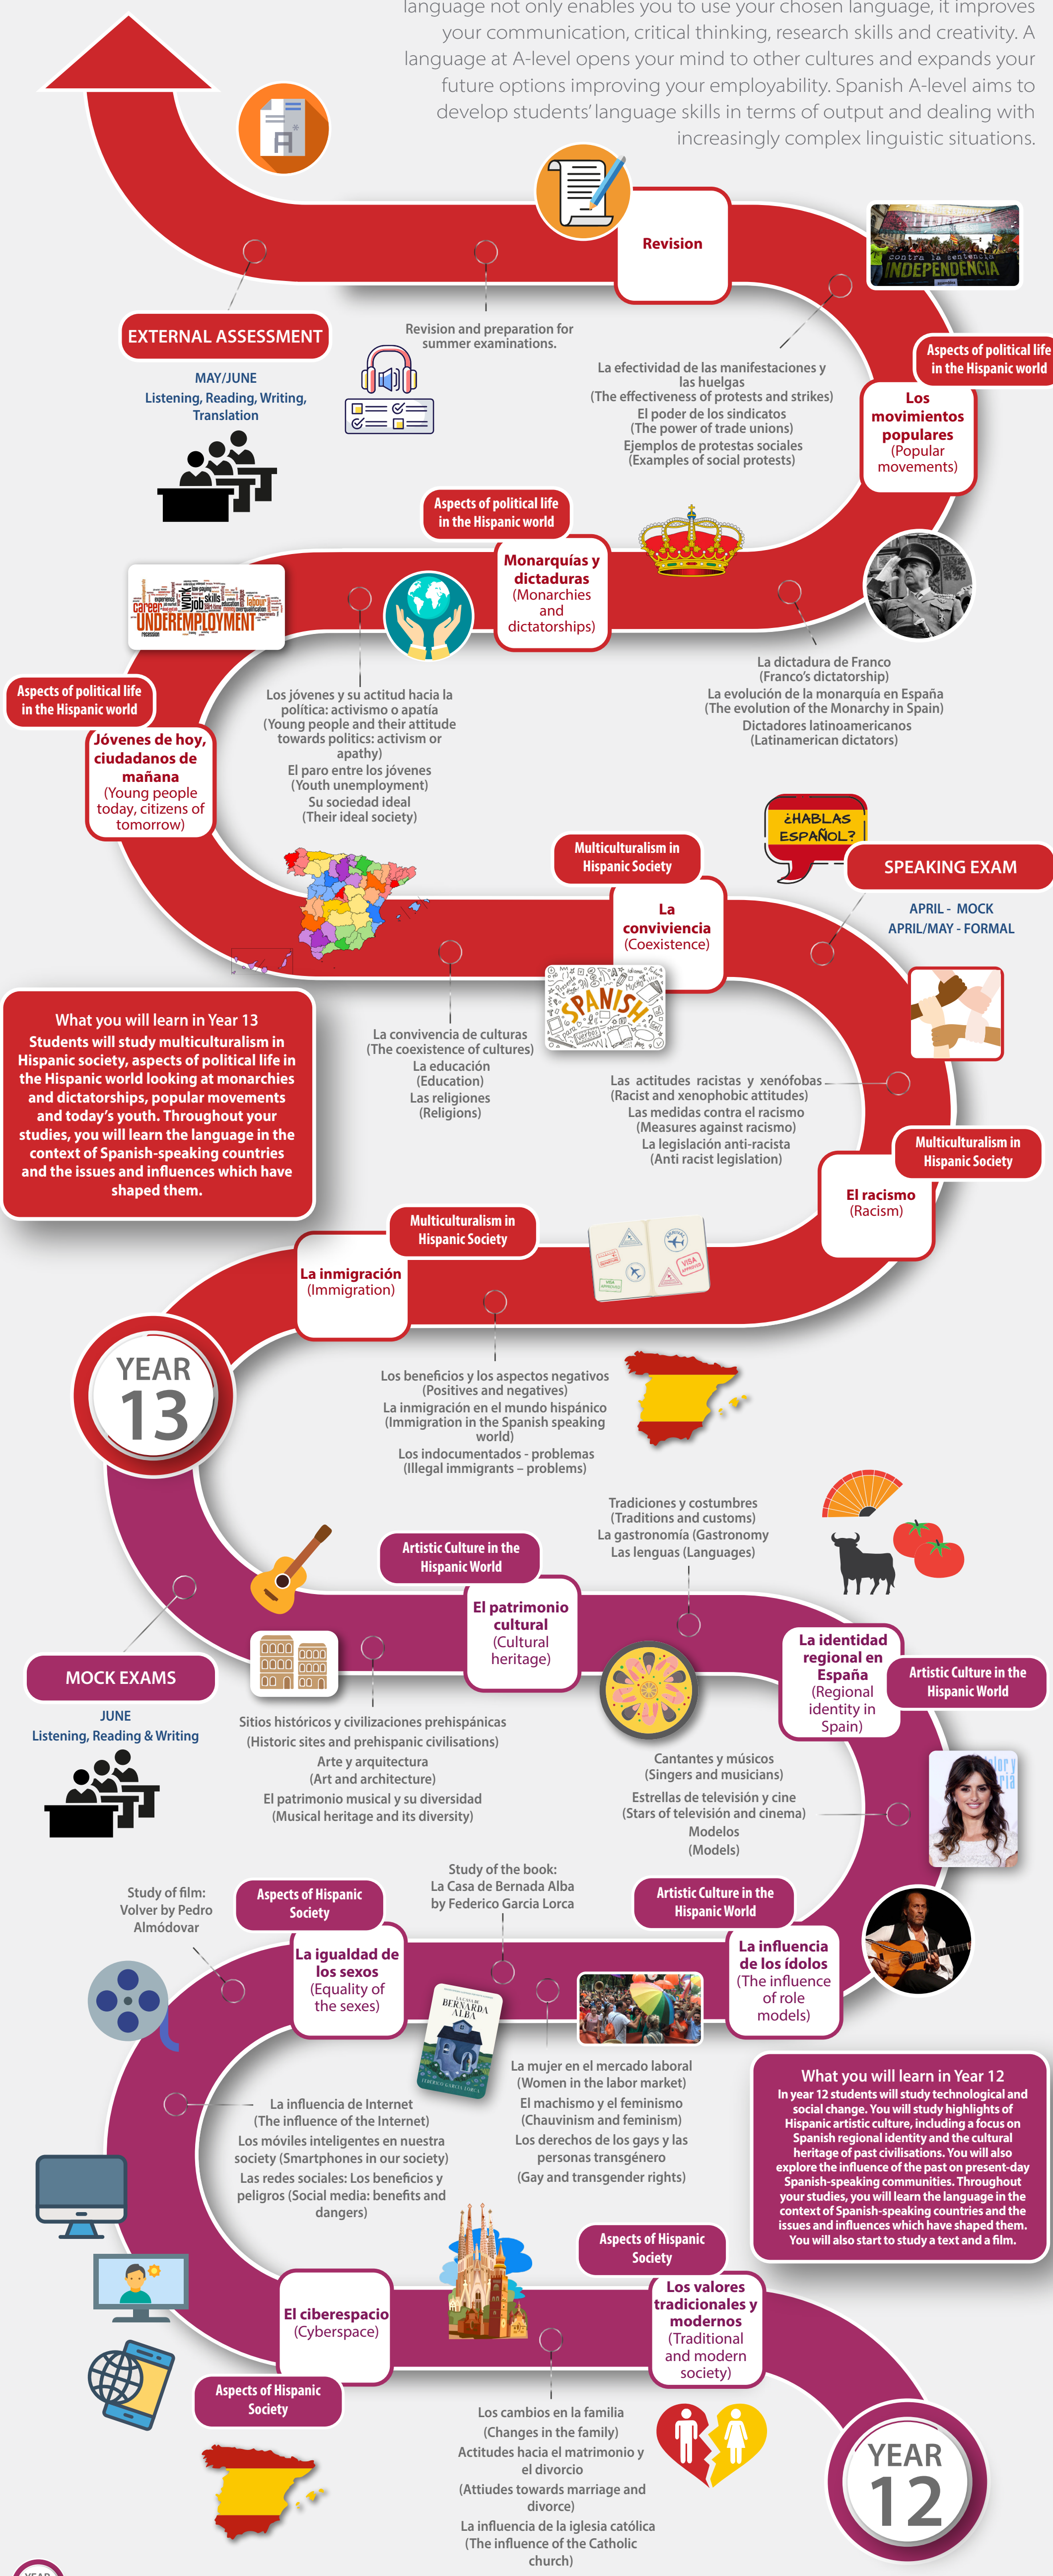 language not only enables you to use your chosen language, it improves
your communication, critical thinking, research skills and creativity. A
language at A-level opens your mind to other cultures and expands your
future options improving your employability. Spanish A-level aims to
develop students' language skills in terms of output and dealing with
increasingly complex linguistic situations.
A*
Revision
contra la sentencia
INDEPENDÈNCIA
EXTERNAL ASSESSMENT
MAY/JUNE
Listening, Reading, Writing,
Translation
Revision and preparation for
summer examinations.
La efectividad de las manifestaciones y
las huelgas
(The effectiveness of protests and strikes)
El poder de los sindicatos
(The power of trade unions)
Ejemplos de protestas sociales
(Examples of social protests)
Aspects of political life
in the Hispanic world
Los
movimientos
populares
(Popular
movements)
Aspects of political life
in the Hispanic world
Monarquías y
dictaduras
(Monarchies
and
dictatorships)
career
work
job
skills
labour
UNDEREMPLOYMENT
recession
La dictadura de Franco
(Franco's dictatorship)
La evolución de la monarquía en España
(The evolution of the Monarchy in Spain)
Dictadores latinoamericanos
(Latinamerican dictators)
Los jóvenes y su actitud hacia la
política: activismo o apatía
(Young people and their attitude
towards politics: activism or
apathy)
El paro entre los jóvenes
(Youth unemployment)
Su sociedad ideal
(Their ideal society)
Aspects of political life
in the Hispanic world
Jóvenes de hoy,
ciudadanos de
mañana
(Young people
today, citizens of
tomorrow)
¿HABLAS
ESPAÑOL?
SPEAKING EXAM
APRIL - MOCK
APRIL/MAY - FORMAL
Multiculturalism in
Hispanic Society
La
conviviencia
(Coexistence)
SPANISH
What you will learn in Year 13
Students will study multiculturalism in
Hispanic society, aspects of political life in
the Hispanic world looking at monarchies
and dictatorships, popular movements
and today's youth. Throughout your
studies, you will learn the language in the
context of Spanish-speaking countries
and the issues and influences which have
shaped them.
La convivencia de culturas
(The coexistence of cultures)
La educación
(Education)
Las religiones
(Religions)
Las actitudes racistas y xenófobas
(Racist and xenophobic attitudes)
Las medidas contra el racismo
(Measures against racismo)
La legislación anti-racista
(Anti racist legislation)
Multiculturalism in
Hispanic Society
El racismo
(Racism)
Multiculturalism in
Hispanic Society
La inmigración
(Immigration)
VISA
YEAR
13
Los beneficios y los aspectos negativos
(Positives and negatives)
La inmigración en el mundo hispánico
(Immigration in the Spanish speaking
world)
Los indocumentados - problemas
(Illegal immigrants – problems)
Tradiciones y costumbres
(Traditions and customs)
La gastronomía (Gastronomy
Las lenguas (Languages)
Artistic Culture in the
Hispanic World
El patrimonio
cultural
(Cultural
heritage)
La identidad
regional en
España
(Regional
identity in
Spain)
Artistic Culture in the
Hispanic World
MOCK EXAMS
JUNE
Listening, Reading & Writing
Sitios históricos y civilizaciones prehispánicas
(Historic sites and prehispanic civilisations)
Arte y arquitectura
(Art and architecture)
El patrimonio musical y su diversidad
(Musical heritage and its diversity)
Cantantes y músicos
(Singers and musicians)
Estrellas de televisión y cine
(Stars of televisión and cinema)
Modelos
(Models)
Study of the book:
La Casa de Bernada Alba
by Federico Garcia Lorca
Study of film:
Volver by Pedro
Almódovar
Aspects of Hispanic
Society
La igualdad de
los sexos
(Equality of
the sexes)
Artistic Culture in the
Hispanic World
La influencia
de los ídolos
(The influence
of role
models)
LA CASA DE
BERNARDA
ALBA
FEDERICO GARCÍA LORCA
La mujer en el mercado laboral
(Women in the labor market)
El machismo y el feminismo
(Chauvinism and feminism)
Los derechos de los gays y las
personas transgénero
(Gay and transgender rights)
What you will learn in Year 12
In year 12 students will study technological and
social change. You will study highlights of
Hispanic artistic culture, including a focus on
Spanish regional identity and the cultural
heritage of past civilisations. You will also
explore the influence of the past on present-day
Spanish-speaking communities. Throughout
your studies, you will learn the language in the
context of Spanish-speaking countries and the
issues and influences which have shaped them.
You will also start to study a text and a film.
La influencia de Internet
(The influence of the Internet)
Los móviles inteligentes en nuestra
society (Smartphones in our society)
Las redes sociales: Los beneficios y
peligros (Social media: benefits and
dangers)
Aspects of Hispanic
Society
Los valores
tradicionales y
modernos
(Traditional
and modern
society)
El ciberespacio
(Cyberspace)
Aspects of Hispanic
Society
Los cambios en la familia
(Changes in the family)
Actitudes hacia el matrimonio y
el divorcio
(Attiudes towards marriage and
divorce)
La influencia de la iglesia católica
(The influence of the Catholic
church)
YEAR
12